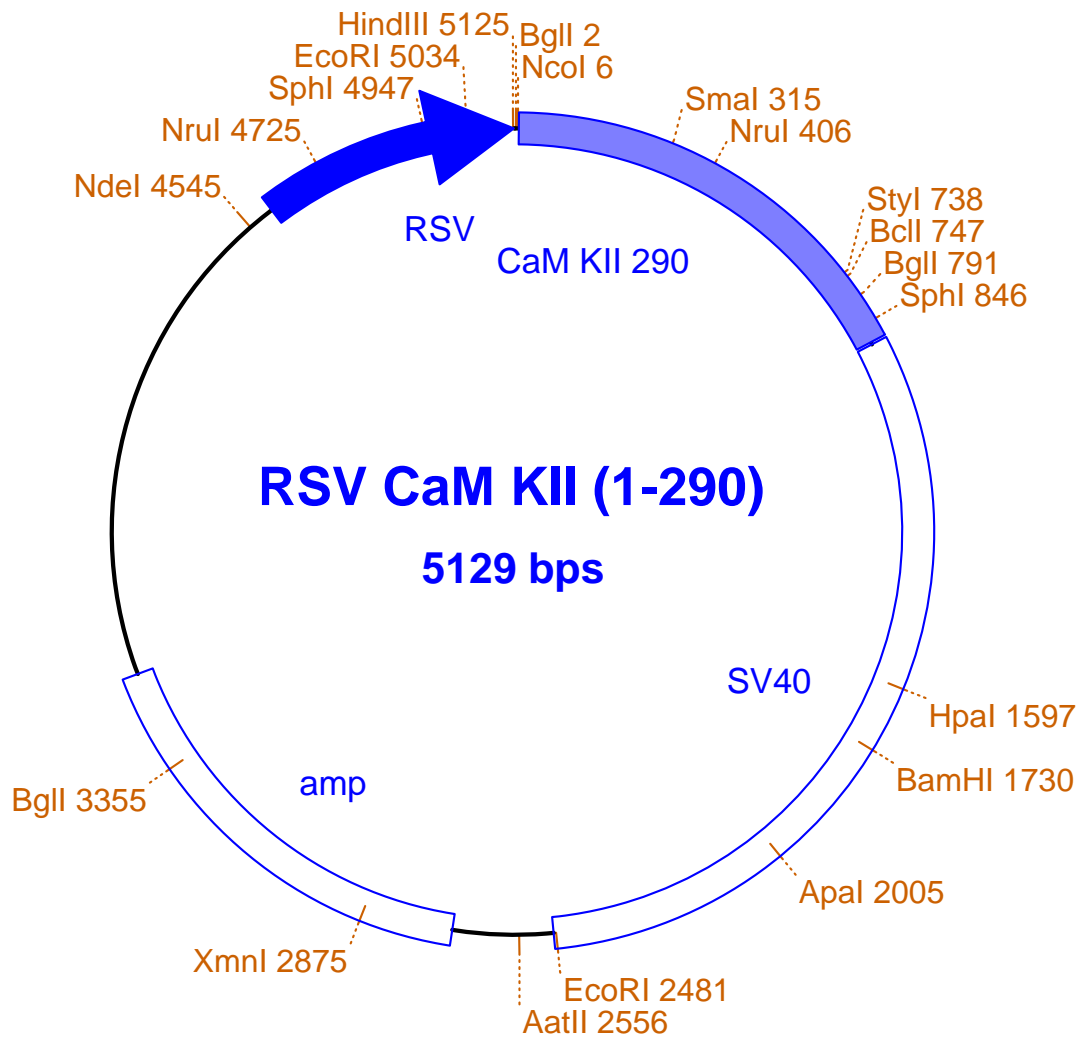 HindIII 5125
BglI 2
EcoRI 5034
NcoI 6
SphI 4947
SmaI 315
NruI 4725
NruI 406
NdeI 4545
StyI 738
BclI 747
RSV
BglI 791
CaM KII 290
SphI 846
RSV CaM KII (1-290)
5129 bps
SV40
HpaI 1597
BamHI 1730
amp
BglI 3355
ApaI 2005
XmnI 2875
EcoRI 2481
AatII 2556